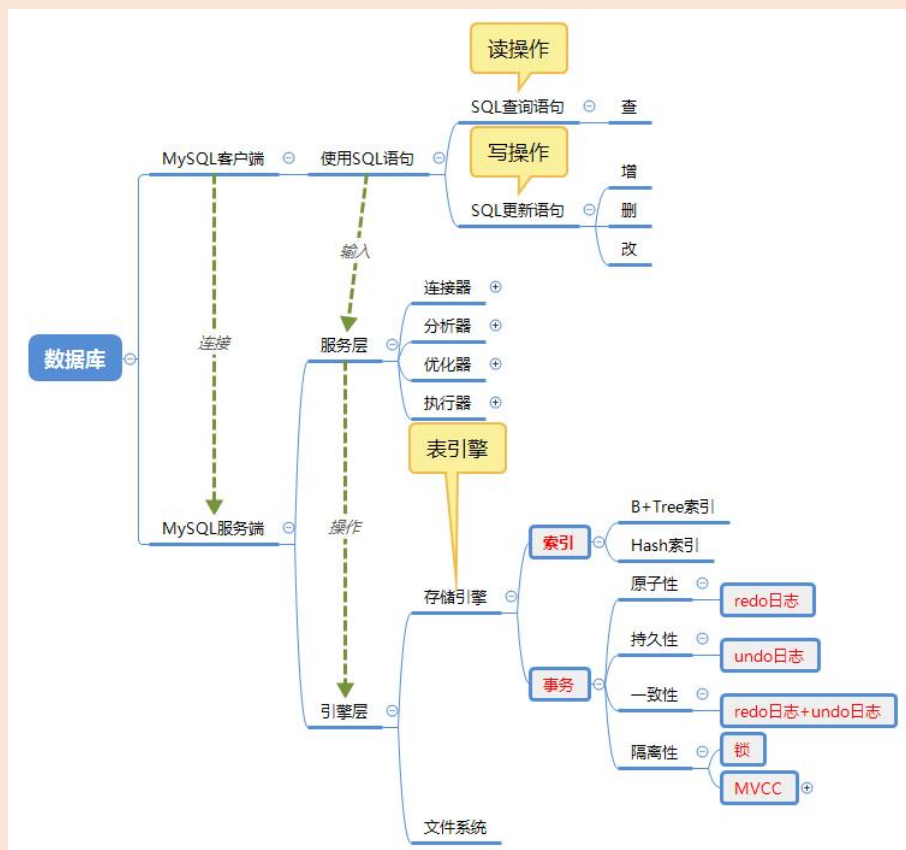 读操作
SQL查询语句
查
MySQL客户端
使用SQL语句
写操作
增
SQL更新语句
删
改
输入
连接器
分析器
服务层
优化器
执行器
连接
数据库
表引擎
MySQL服务端
操作
B+Tree索引
索引
Hash索引
存储引擎
原子性
redo日志
持久性
undo日志
事务
一致性
redo日志+undo日志
引擎层
隔离性
锁
MVCC
文件系统